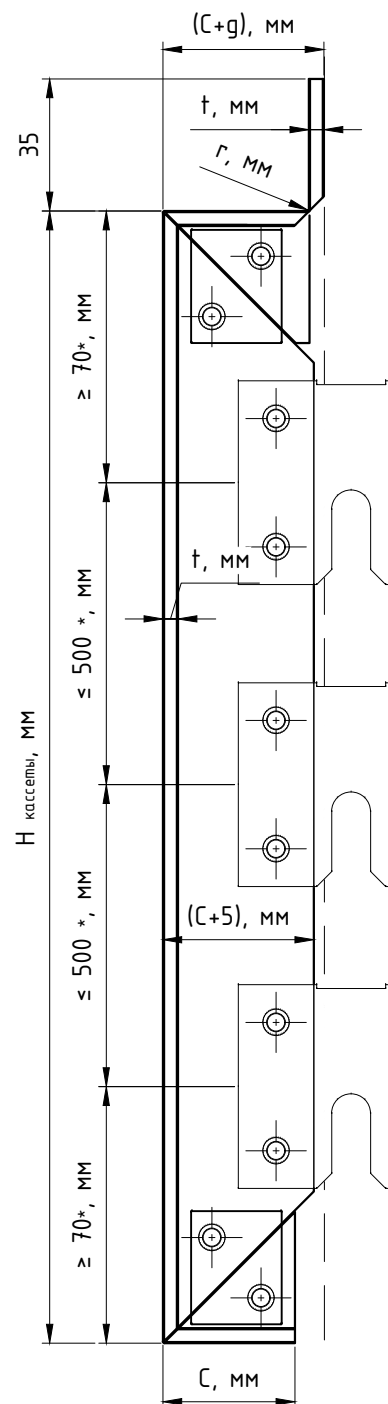 (С+g), мм
t, мм
35
r, мм
≥ 70*, мм
≤ 500 *, мм
t, мм
H кассеты, мм
(С+5), мм
≤ 500 *, мм
≥ 70*, мм
С, мм